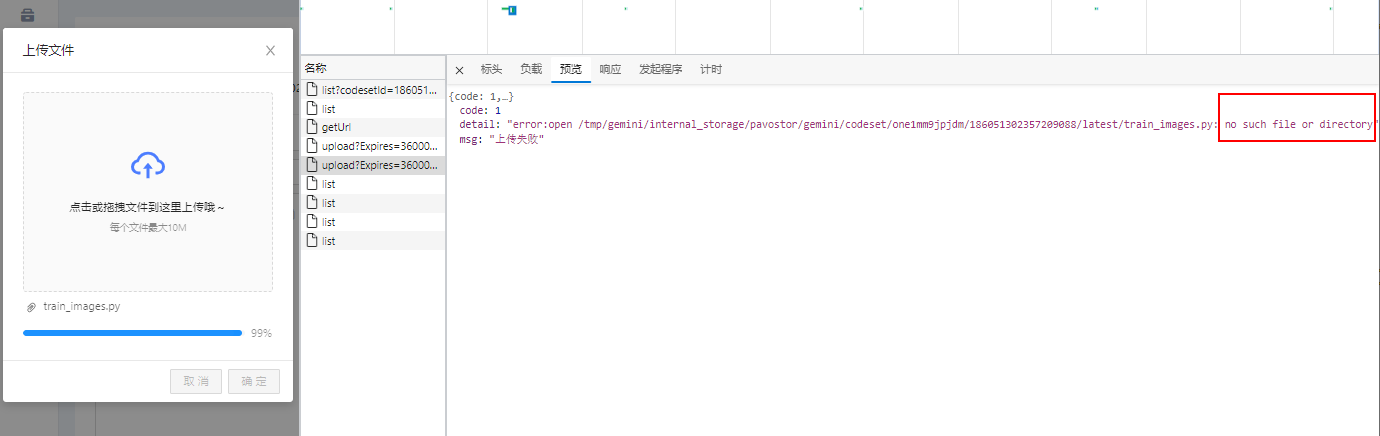 上传文件
点击或拖拽文件到这里上传哦～
每个文件最大10M
train_images.py
99%
取 消
确 定
名称
list?codesetId=186051...
list
getUrl
upload?Expires=36000...
upload?Expires=36000...
list
list
list
list
标头
负载
预览
响应
发起程序
计时
{code: 1,…}
code: 1
detail: "error:open /tmp/gemini/internal_storage/pavostor/gemini/codeset/one1mm9jpjdm/186051302357209088/latest/train_images.py: no such file or directory"
msg: "上传失败"